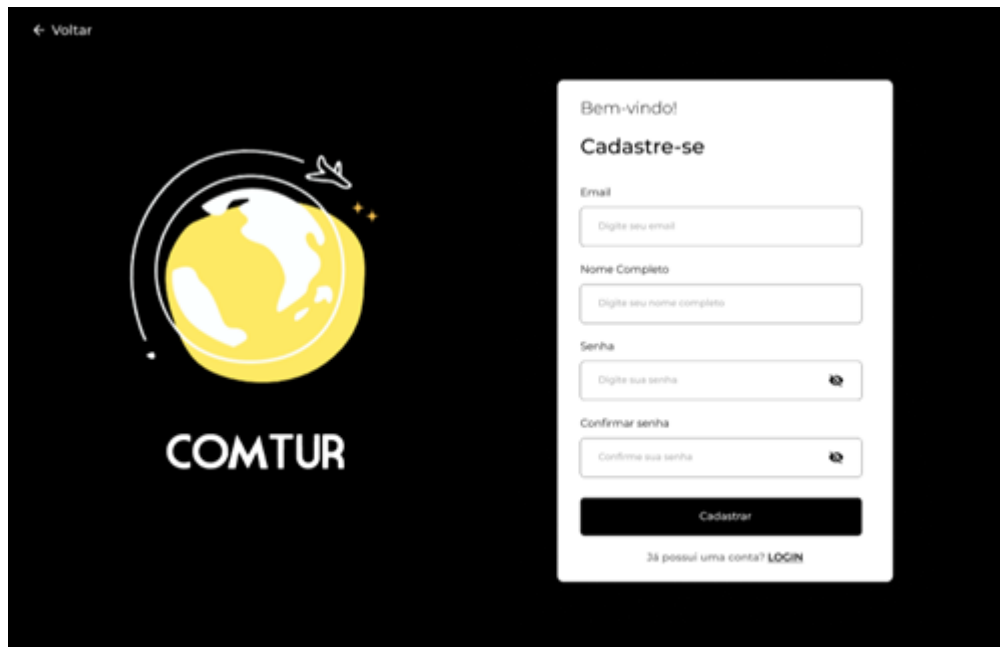 ← Voltar
COMTUR
Bem-vindo!
Cadastre-se
Email
Digite seu email
Nome Completo
Digite seu nome completo
Senha
Digite sua senha
Confirmar senha
Confirme sua senha
Cadastrar
Já possui uma conta? LOGIN